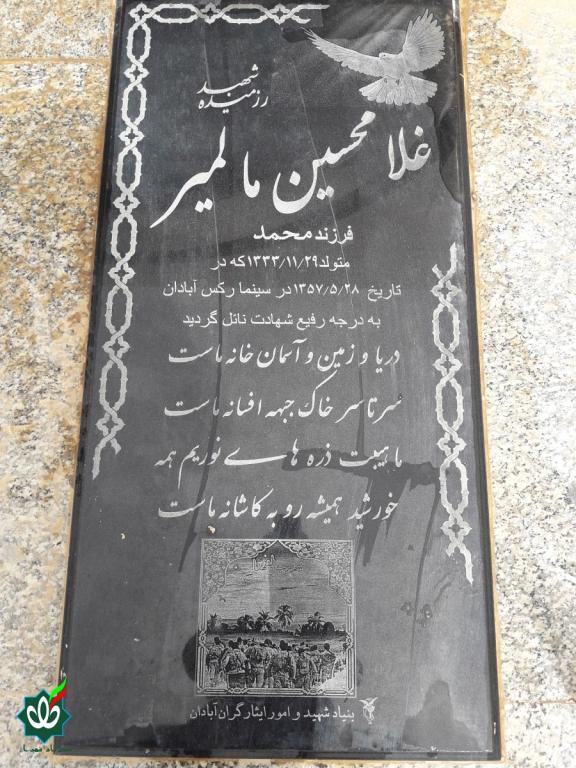 شهید
رزمنده
غلامحسین مالمیر
فرزند محمد
متولد ۱۳۳۳/۱۱/۲۹ که در
تاریخ ۱۳۵۷/۵/۲۸ در سینما رکس آبادان
به درجه رفیع شهادت نائل گردید
دریا و زمین و آسمان خانه ماست
سرتاسر خاک جبهه افسانه ماست
ما هیبت ذره های نوریم همه
خورشید همیشه رو به کاشانه ماست
بنیاد شهید و امور ایثارگران آبادان